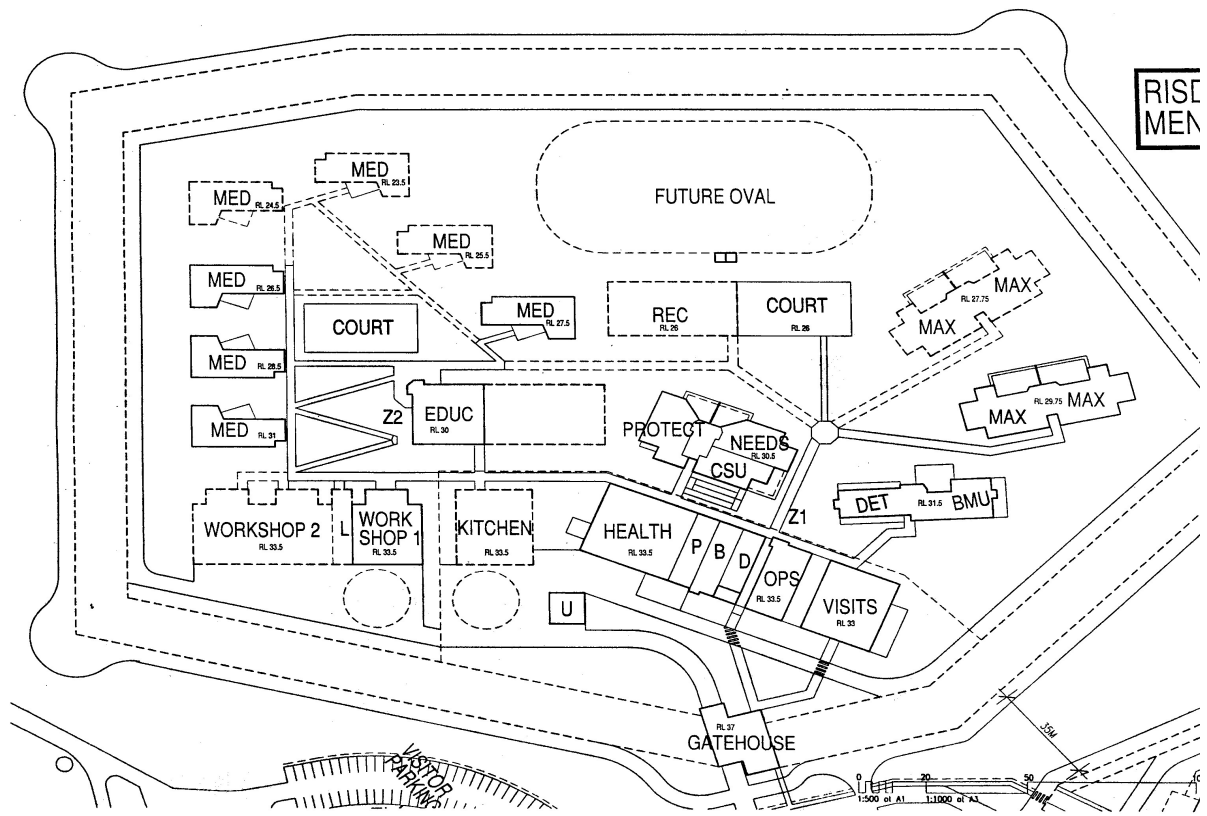 RISD
MEN
MED
RL 23.5
MED
RL 24.5
FUTURE OVAL
MED
RL 25.5
MED
RL 26.5
MED
RL 27.5
COURT
REC
RL 26
COURT
RL 26
MAX
RL 27.75
MAX
MED
RL 28.5
MED
RL 31
Z2
EDUC
RL 30
PROTECT
NEEDS
RL 30.5
CSU
MAX
RL 29.75
MAX
DET
RL 31.5
BMU
Z1
WORKSHOP 2
RL 33.5
L
WORK
SHOP 1
RL 33.5
KITCHEN
RL 33.5
HEALTH
RL 33.5
P
B
D
OPS
RL 33.5
VISITS
RL 33
U
RL 37
GATEHOUSE
35M
VISITOR
PARKING
0
20
50
1:500 at A1
1:1000 at A3